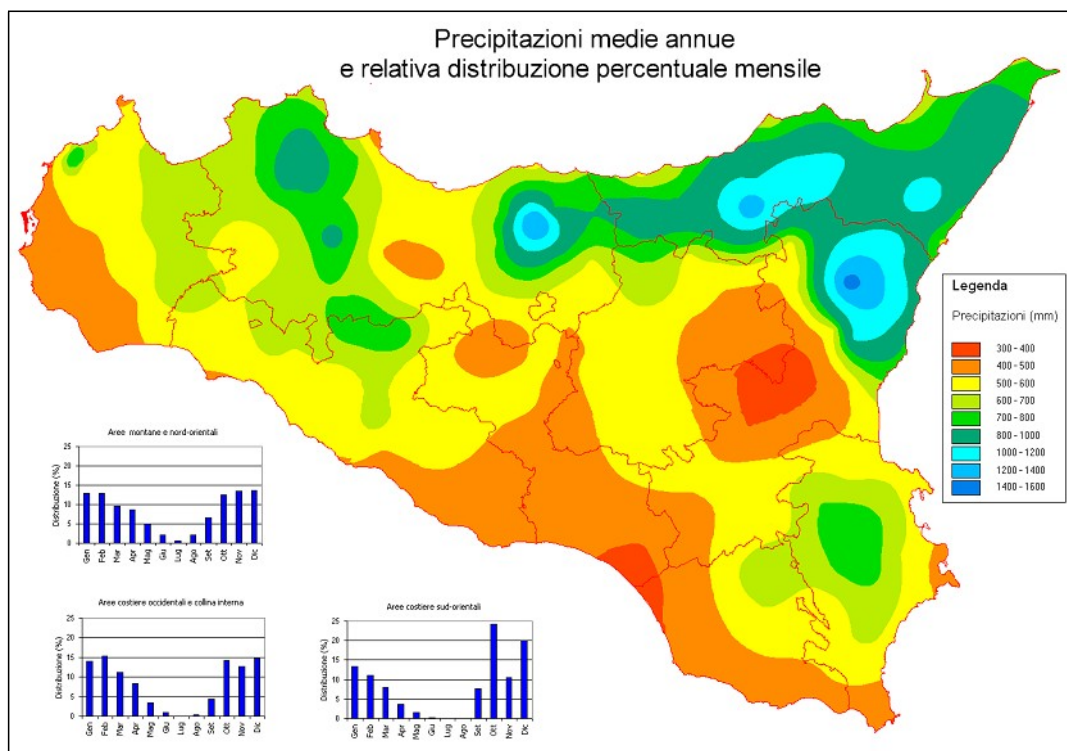 Precipitazioni medie annue
e relativa distribuzione percentuale mensile
Legenda
Precipitazioni (mm)
300 - 400
400 - 500
500 - 600
600 - 700
700 - 800
800 - 1000
1000 - 1200
1200 - 1400
1400 - 1600
Aree montane e nord-orientali
Distribuzione (%)
25
20
15
10
5
0
Gen Feb Mar Apr Mag Giu Lug Ago Set Ott Nov Dic
Aree costiere occidentali e collina interna
Distribuzione (%)
25
20
15
10
5
0
Gen Feb Mar Apr Mag Giu Lug Ago Set Ott Nov Dic
Aree costiere sud-orientali
Distribuzione (%)
25
20
15
10
5
0
Gen Feb Mar Apr Mag Giu Lug Ago Set Ott Nov Dic